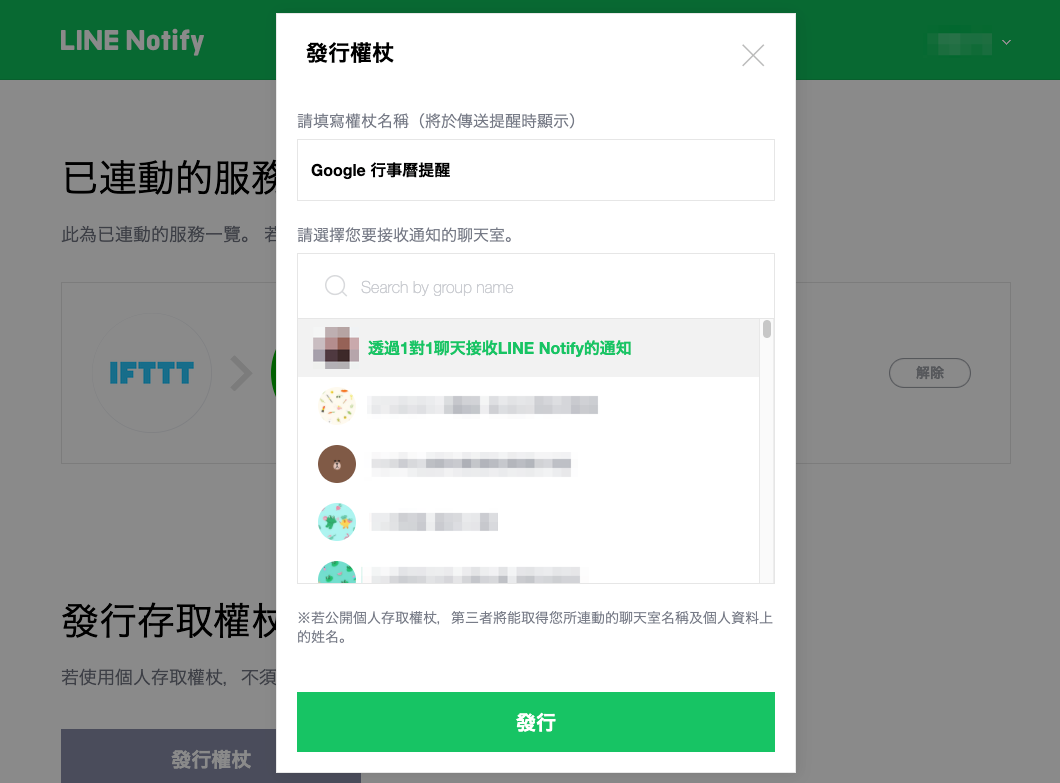 LINE Notify
發行權杖
請填寫權杖名稱（將於傳送提醒時顯示）
Google 行事曆提醒
已連動的服務
此為已連動的服務一覽。
請選擇您要接收通知的聊天室。
Search by group name
透過1對1聊天接收LINE Notify的通知
IFTTT
解除
※若公開個人存取權杖，第三者將能取得您所連動的聊天室名稱及個人資料上
的姓名。
發行存取權杖
若使用個人存取權杖，不須
發行
發行權杖